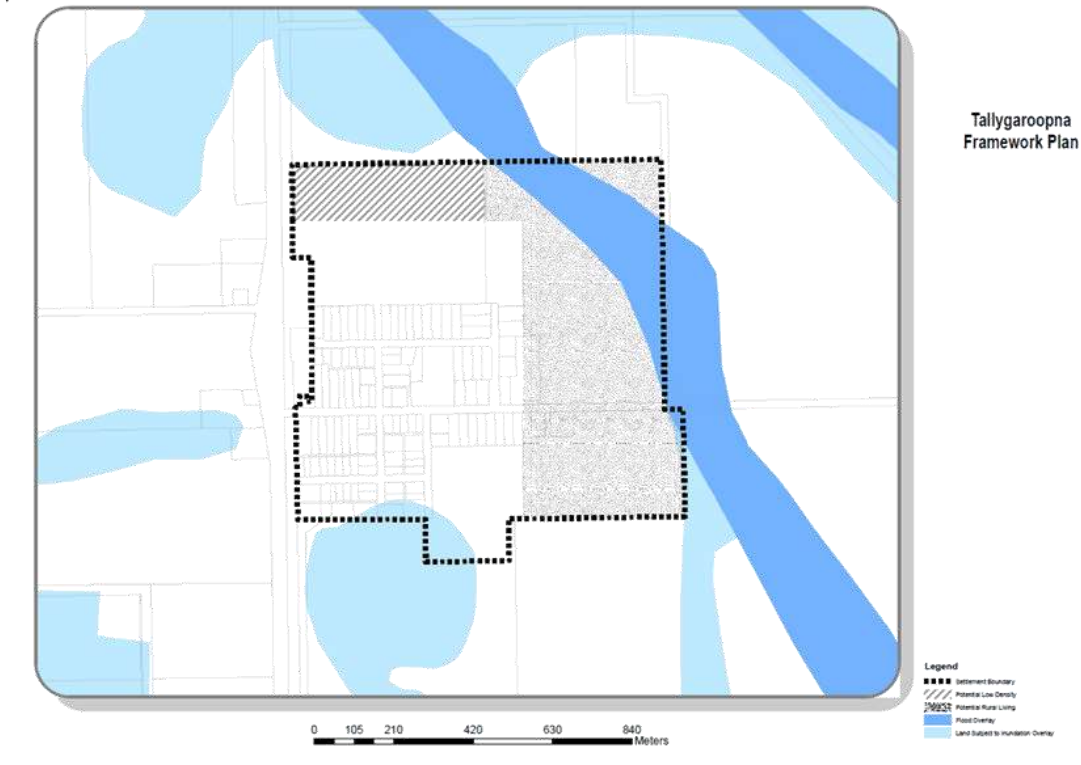 Tallygaroopna
Framework Plan
Legend
Settlement Boundary
Potential Low Density
Potential Rural Living
Flood Overlay
Land Subject to Inundation Overlay
0 105 210 420 630 840
Meters